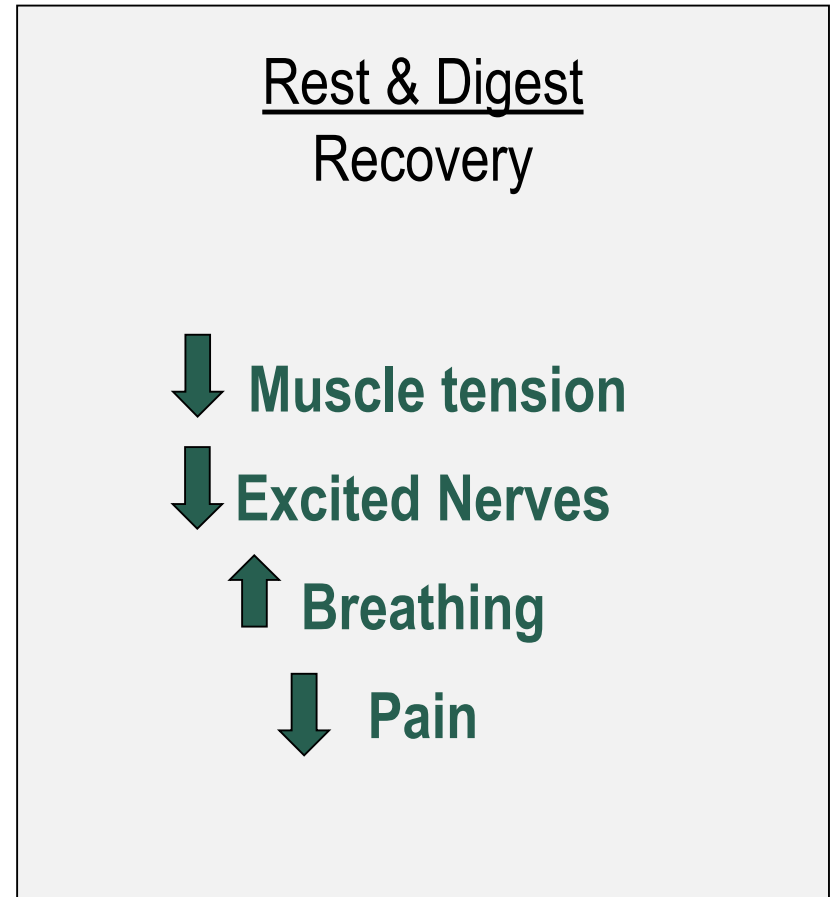 Rest & Digest
Recovery
Muscle tension
Excited Nerves
Breathing
Pain